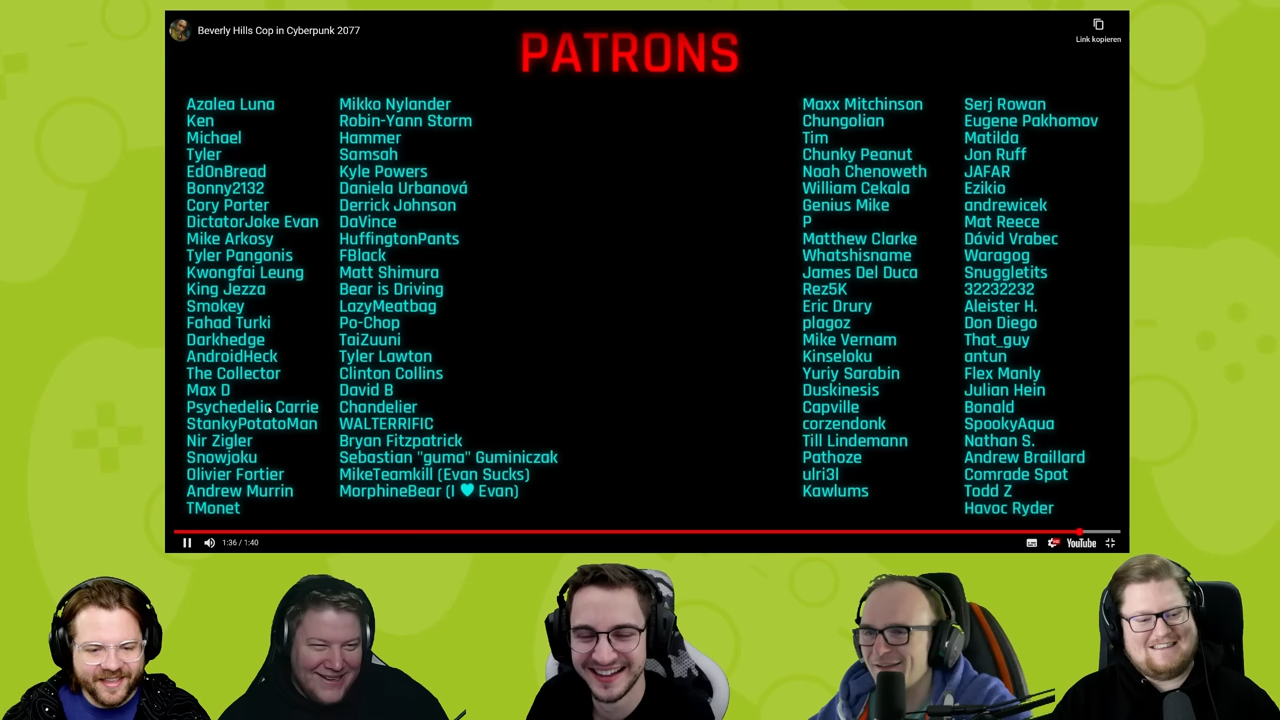 Beverly Hills Cop in Cyberpunk 2077
Link kopieren
PATRONS
Azalea Luna
Ken
Michael
Tyler
EdOnBread
Bonny2132
Cory Porter
DictatorJoke Evan
Mike Arkosy
Tyler Pangonis
Kwongfai Leung
King Jezza
Smokey
Fahad Turki
Darkhedge
AndroidHeck
The Collector
Max D
Psychedelic Carrie
StankyPotatoMan
Nir Zigler
Snowjoku
Olivier Fortier
Andrew Murrin
TMonet
Mikko Nylander
Robin-Yann Storm
Hammer
Samsah
Kyle Powers
Daniela Urbanová
Derrick Johnson
DaVince
HuffingtonPants
FBlack
Matt Shimura
Bear is Driving
LazyMeatbag
Po-Chop
TaiZuuni
Tyler Lawton
Clinton Collins
David B
Chandelier
WALTERRIFIC
Bryan Fitzpatrick
Sebastian "guma" Guminiczak
MikeTeamkill (Evan Sucks)
MorphineBear (I ♥ Evan)
Maxx Mitchinson
Chungolian
Tim
Chunky Peanut
Noah Chenoweth
William Cekala
Genius Mike
P
Matthew Clarke
Whatshisname
James Del Duca
Rez5K
Eric Drury
plagoz
Mike Vernam
Kinseloku
Yuriy Sarabin
Duskinesis
Capville
corzendonk
Till Lindemann
Pathoze
ulri3l
Kawlums
Serj Rowan
Eugene Pakhomov
Matilda
Jon Ruff
JAFAR
Ezikio
andrewicek
Mat Reece
Dávid Vrabec
Waragog
Snuggletits
32232232
Aleister H.
Don Diego
That_guy
antun
Flex Manly
Julian Hein
Bonald
SpookyAqua
Nathan S.
Andrew Braillard
Comrade Spot
Todd Z
Havoc Ryder
1:36 / 1:40
YouTube